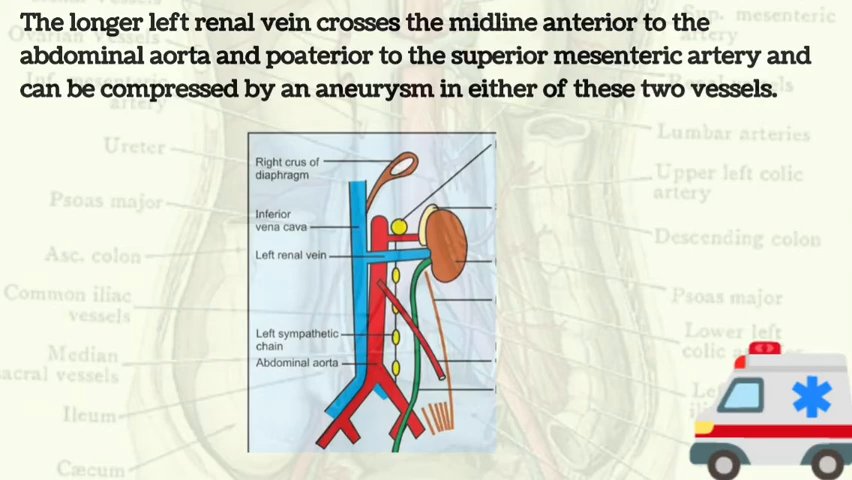 The longer left renal vein crosses the midline anterior to the
abdominal aorta and poaterior to the superior mesenteric artery and
can be compressed by an aneurysm in either of these two vessels.
Right crus of
diaphragm
Inferior
vena cava
Left renal vein
Left sympathetic
chain
Abdominal aorta
Ureter
Psoas major
Asc. colon
Common iliac
vessels
Median
sacral vessels
Ileum
Cæcum
Sup. mesenteric
artery
Lumbar arteries
Upper left colic
artery
Descending colon
Psoas major
Lower left
colic